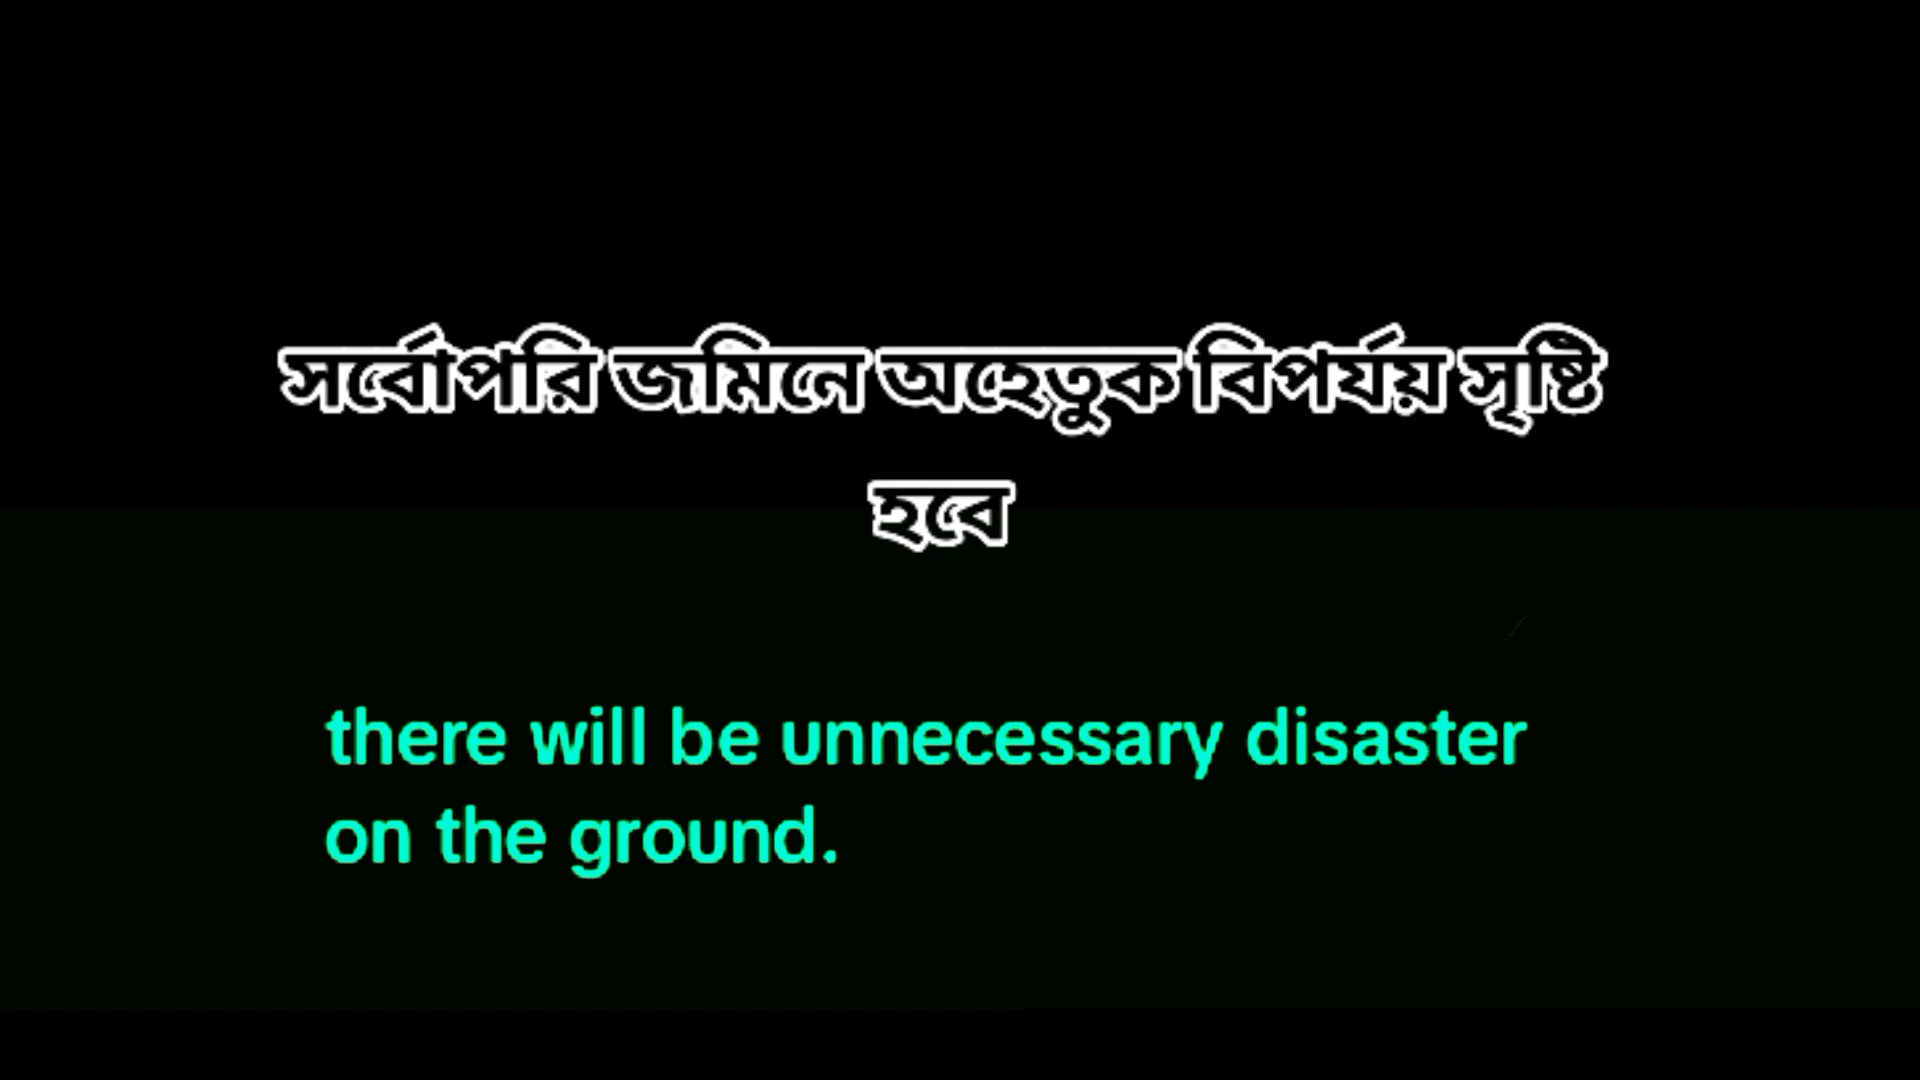 সর্বোপরি জমিনে অহেতুক বিপর্যয় সৃষ্টি
হবে
there will be unnecessary disaster
on the ground.